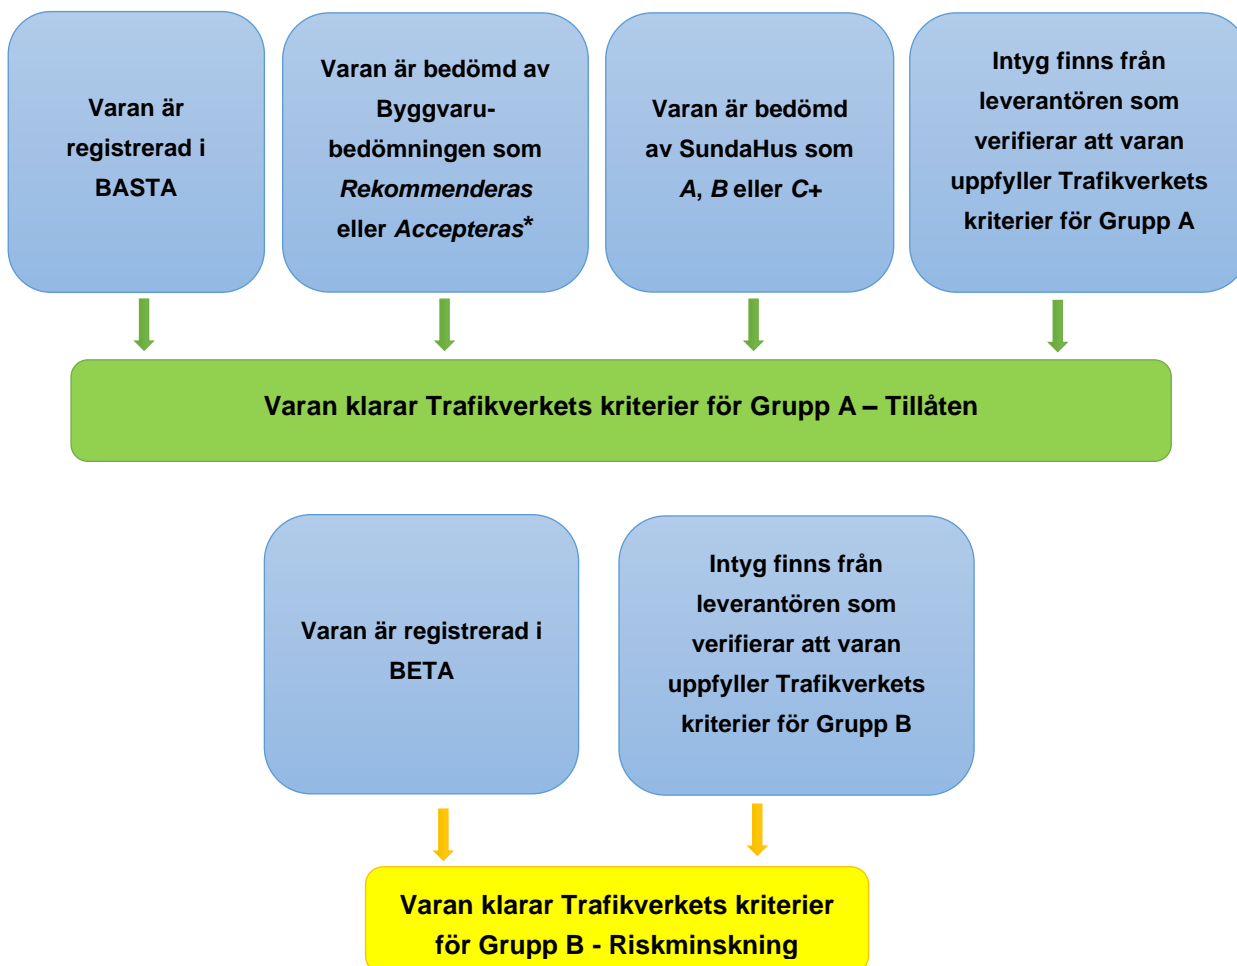 Varan är
registrerad i
BASTA
Varan är bedömd av
Byggvaru-
bedömningen som
Rekommenderas
eller Accepteras*
Varan är bedömd
av SundaHus som
A, B eller C+
Intyg finns från
leverantören som
verifierar att varan
uppfyller Trafikverkets
kriterier för Grupp A
Varan klarar Trafikverkets kriterier för Grupp A – Tillåten
Varan är registrerad i
BETA
Intyg finns från
leverantören som
verifierar att varan
uppfyller Trafikverkets
kriterier för Grupp B
Varan klarar Trafikverkets kriterier
för Grupp B - Riskminskning